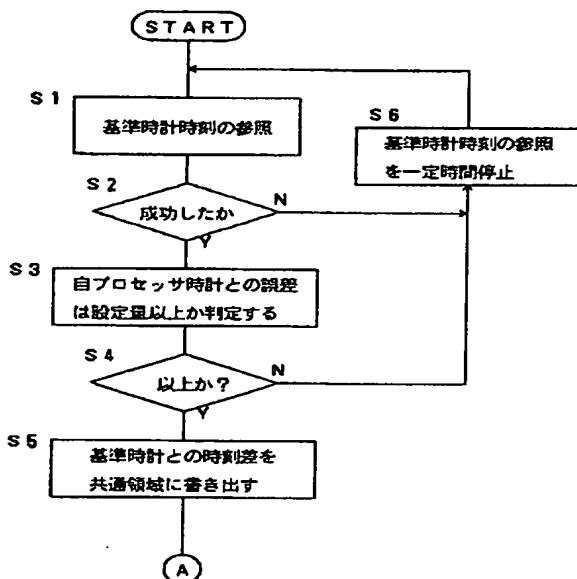 START
S1
基準時計時刻の参照
S6
基準時計時刻の参照
を一定時間停止
S2
成功したか
N
Y
S3
自プロセッサ時計との誤差
は設定量以上か判定する
S4
以上か?
N
Y
S5
基準時計との時刻差を
共通領域に書き出す
A